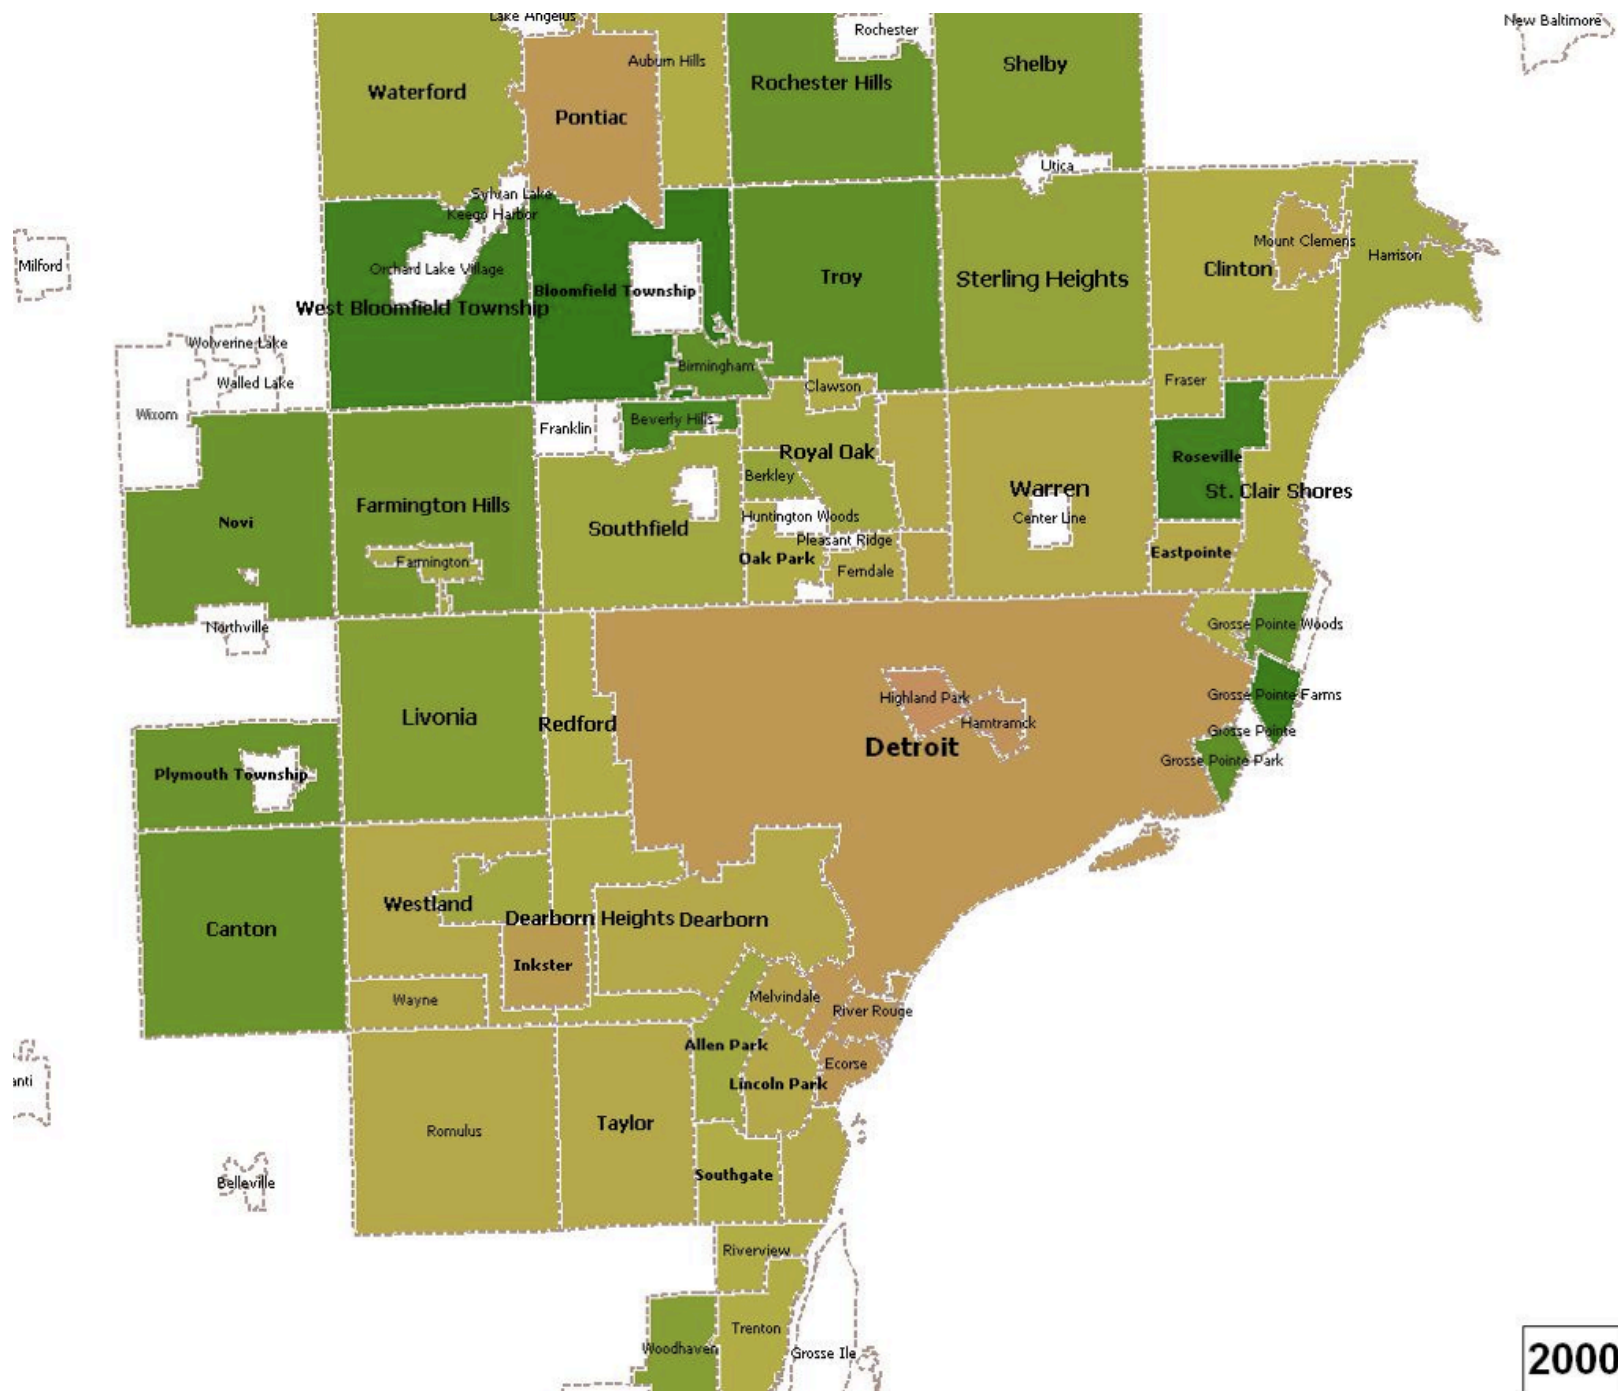 Lake Angelus
New Baltimore
Rochester
Auburn Hills
Shelby
Rochester Hills
Waterford
Pontiac
Utica
Sylvan Lake
Keego Harbor
Mount Clemens
Harrison
Milford
Orchard Lake Village
Clinton
Troy
Sterling Heights
Bloomfield Township
West Bloomfield Township
Wolverine Lake
Birmingham
Walled Lake
Clawson
Fraser
Wixom
Beverly Hills
Franklin
Royal Oak
Roseville
Berkley
Warren
St. Clair Shores
Farmington Hills
Huntington Woods
Center Line
Novi
Southfield
Pleasant Ridge
Eastpointe
Oak Park
Farmington
Ferndale
Northville
Grosse Pointe Woods
Highland Park
Grosse Pointe Farms
Livonia
Redford
Hamtramck
Grosse Pointe
Detroit
Grosse Pointe Park
Plymouth Township
Westland
Dearborn Heights
Dearborn
Canton
Inkster
Melvindale
Wayne
River Rouge
Allen Park
Ecorse
anti
Lincoln Park
Taylor
Romulus
Southgate
Belleville
Riverview
Trenton
Woodhaven
Grosse Ile
2000